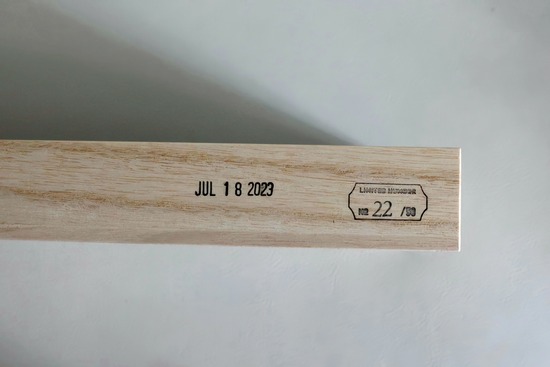 JUL 18 2023
LIMITED NUMBER
No 22 /50